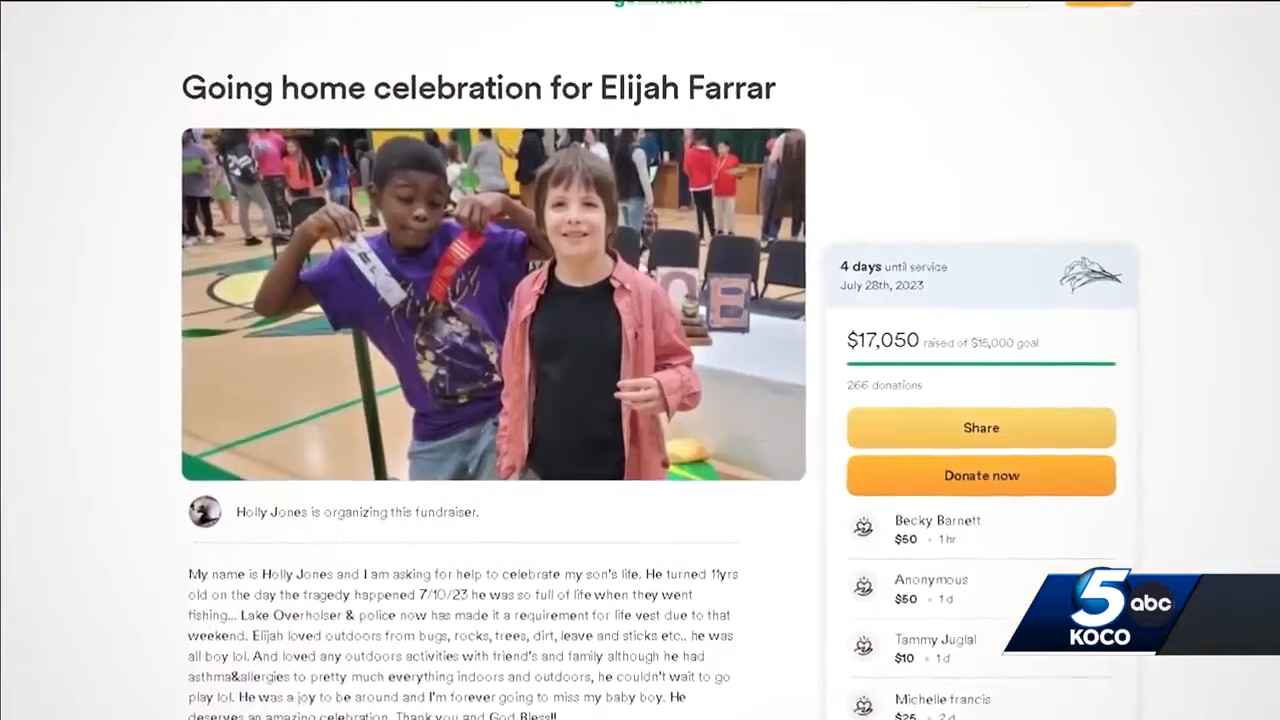 Going home celebration for Elijah Farrar
E
4 days until service
July 28th, 2023
$17,050 raised of $15,000 goal
266 donations
Share
Donate now
Holly Jones is organizing this fundraiser.
Becky Barnett
$50 • 1 hr
Anonymous
$50 • 1 d
Tammy Juglal
$10 • 1 d
Michelle francis
$25 • 2 d
My name is Holly Jones and I am asking for help to celebrate my son's life. He turned 11yrs
old on the day the tragedy happened 7/10/23 he was so full of life when they went
fishing... Lake Overholser & police now has made it a requirement for life vest due to that
weekend. Elijah loved outdoors from bugs, rocks, trees, dirt, leave and sticks etc.. he was
all boy lol. And loved any outdoors activities with friend's and family although he had
asthma&allergies to pretty much everything indoors and outdoors, he couldn't wait to go
play lol. He was a joy to be around and I'm forever going to miss my baby boy. He
deserves an amazing celebration. Thank you and God Bless!!
5 abc
KOCO